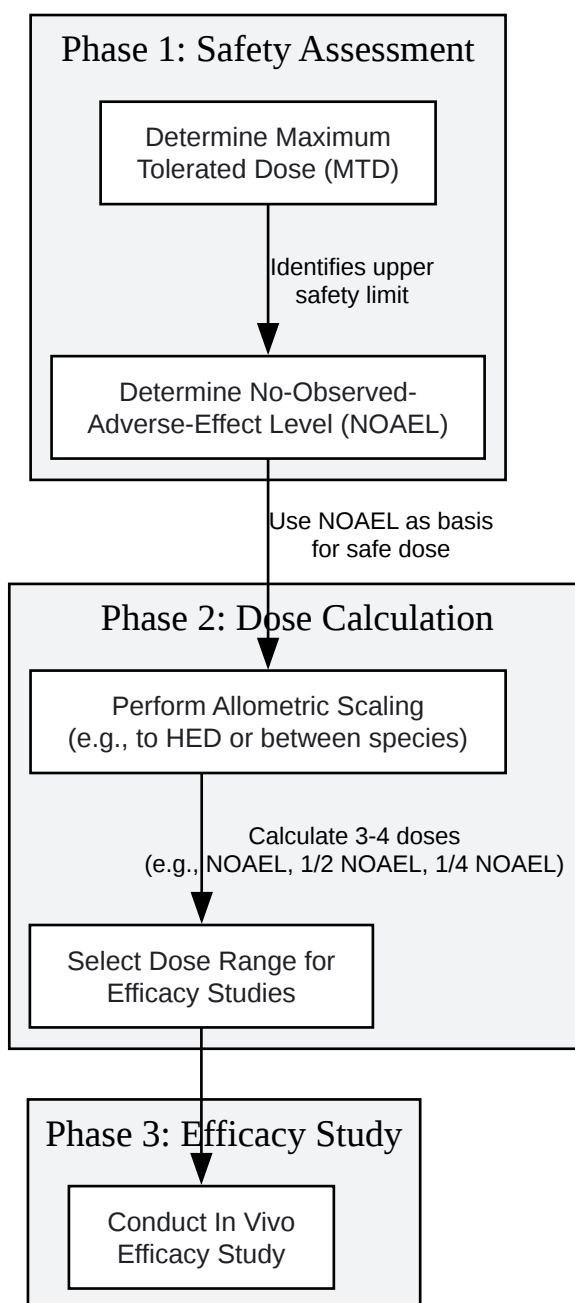 Phase 1: Safety Assessment
Determine Maximum
Tolerated Dose (MTD)
Identifies upper
safety limit
Determine No-Observed-
Adverse-Effect Level (NOAEL)
Use NOAEL as basis
for safe dose
Phase 2: Dose Calculation
Perform Allometric Scaling
(e.g., to HED or between species)
Calculate 3-4 doses
(e.g., NOAEL, 1/2 NOAEL, 1/4 NOAEL)
Select Dose Range for
Efficacy Studies
Phase 3: Efficacy Study
Conduct In Vivo
Efficacy Study